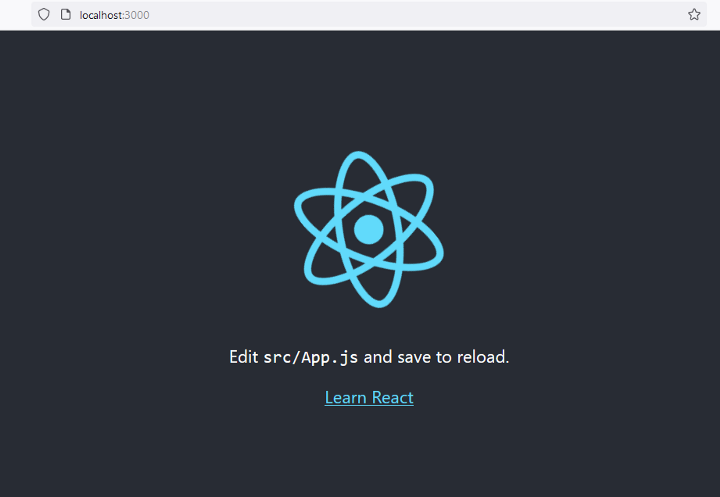 localhost:3000
Edit src/App.js and save to reload.
Learn React